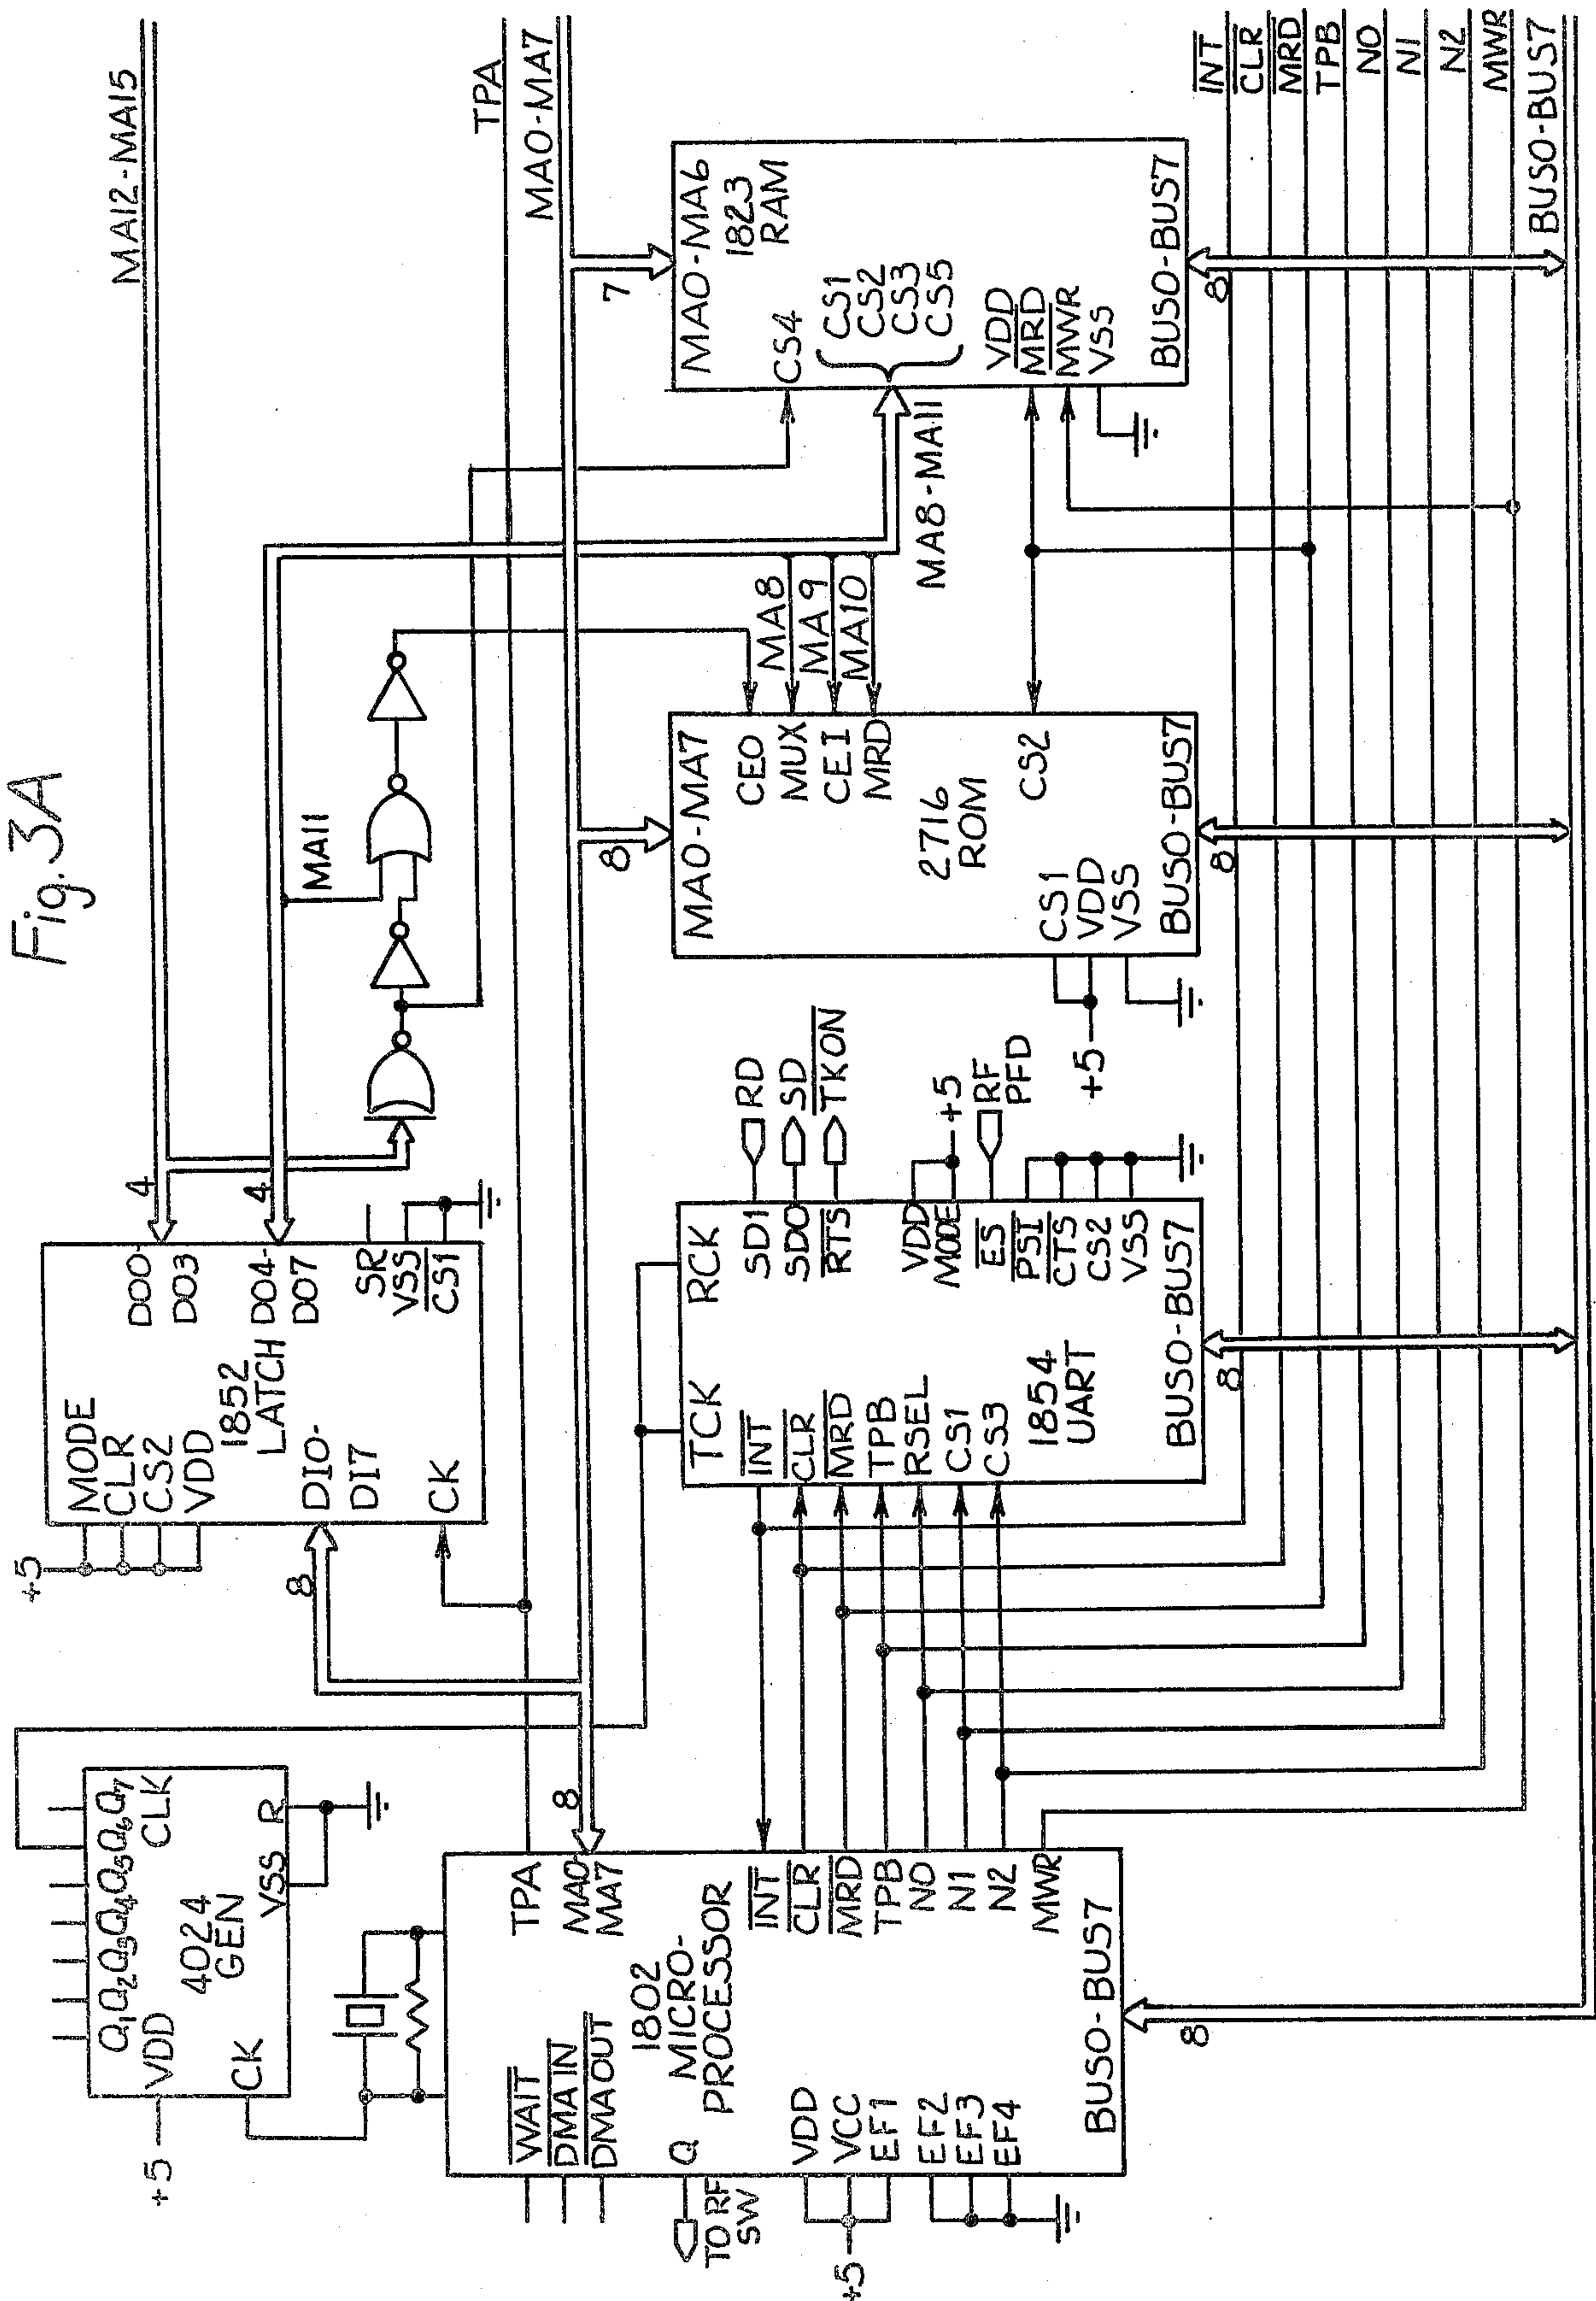 Fig. 3A
MA12-MA15
TPA
MA0-MA7
INT
CLR
MRD
TPB
N0
N1
N2
MWR
BUS0-BUS7
+5
MODE
CLR
CS2
VDD
1852
LATCH
DI0-
DI7
CK
DO0-
DO3
DO4-
DO7
SR
VSS
CS1
4
4
8
MA11
+5
VDD
Q1 Q2 Q3 Q4 Q5 Q6 Q7
CLK
4024
GEN
CK
VSS
R
WAIT
DMA IN
DMA OUT
Q
TO RF
SW
1802
MICRO-
PROCESSOR
VDD
VCC
EF1
EF2
EF3
EF4
+5
TPA
MA0-
MA7
INT
CLR
MRD
TPB
N0
N1
N2
MWR
BUS0-BUS7
8
8
TCK
RCK
INT
CLR
MRD
TPB
RSEL
CS1
CS3
1854
UART
SD1
SDO
RTS
VDD
MODE
ES
PSI
CTS
CS2
VSS
BUS0-BUS7
8
RD
SD
TKON
+5
RF
PFD
MA0-MA7
8
2716
ROM
CEO
MUX
CE1
MRD
CS2
CS1
VDD
VSS
+5
BUS0-BUS7
8
MA8
MA9
MA10
MA8-MA11
MA0-MA6
7
1823
RAM
CS4
CS1
CS2
CS3
CS5
VDD
MRD
MWR
VSS
BUS0-BUS7
8